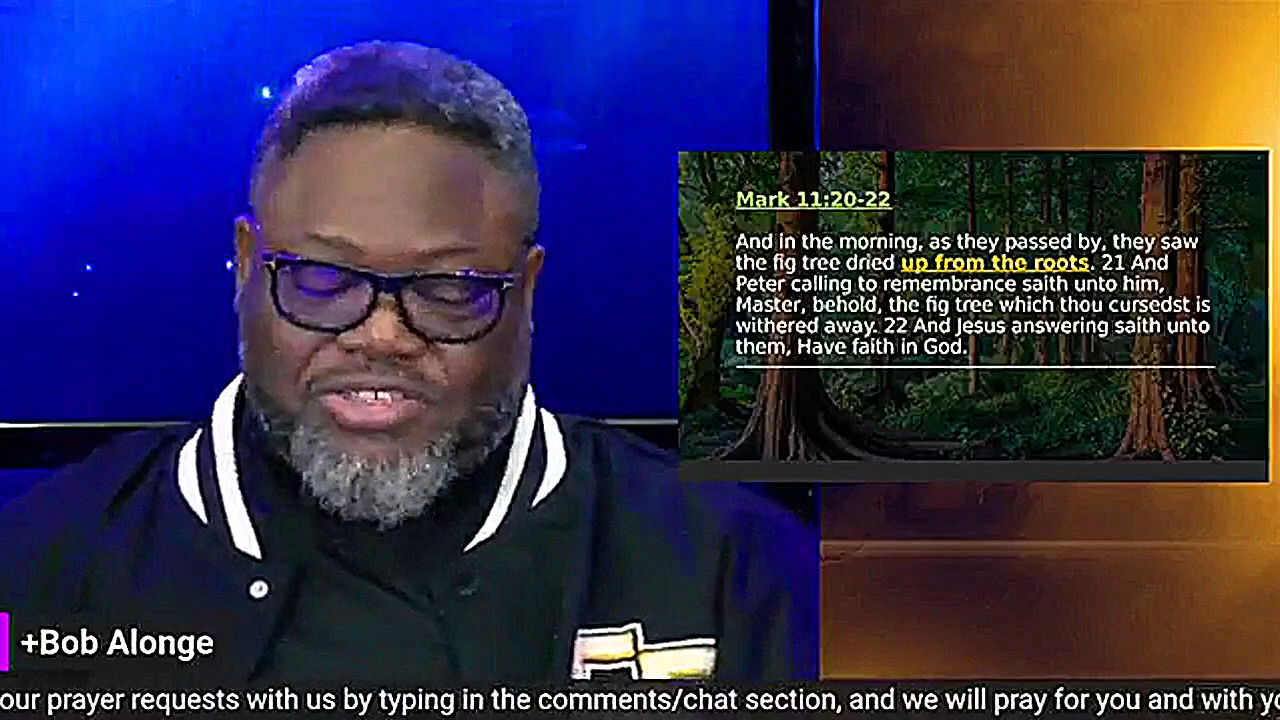 Mark 11:20-22
And in the morning, as they passed by, they saw
the fig tree dried up from the roots. 21 And
Peter calling to remembrance saith unto him,
Master, behold, the fig tree which thou cursedst is
withered away. 22 And Jesus answering saith unto
them, Have faith in God.
+Bob Alonge
our prayer requests with us by typing in the comments/chat section, and we will pray for you and with